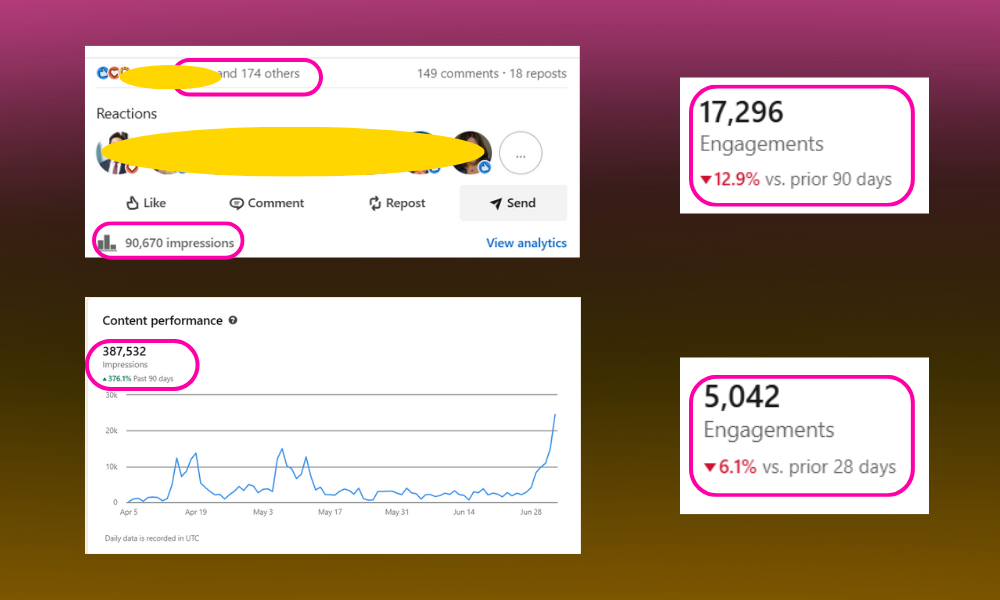 and 174 others
149 comments · 18 reposts
Reactions
...
Like
Comment
Repost
Send
90,670 impressions
View analytics
17,296
Engagements
▼12.9% vs. prior 90 days
Content performance
387,532
Impressions
▲376.1% Past 90 days
30k
20k
10k
0
Apr 5 Apr 19 May 3 May 17 May 31 Jun 14 Jun 28
Daily data is recorded in UTC
5,042
Engagements
▼6.1% vs. prior 28 days